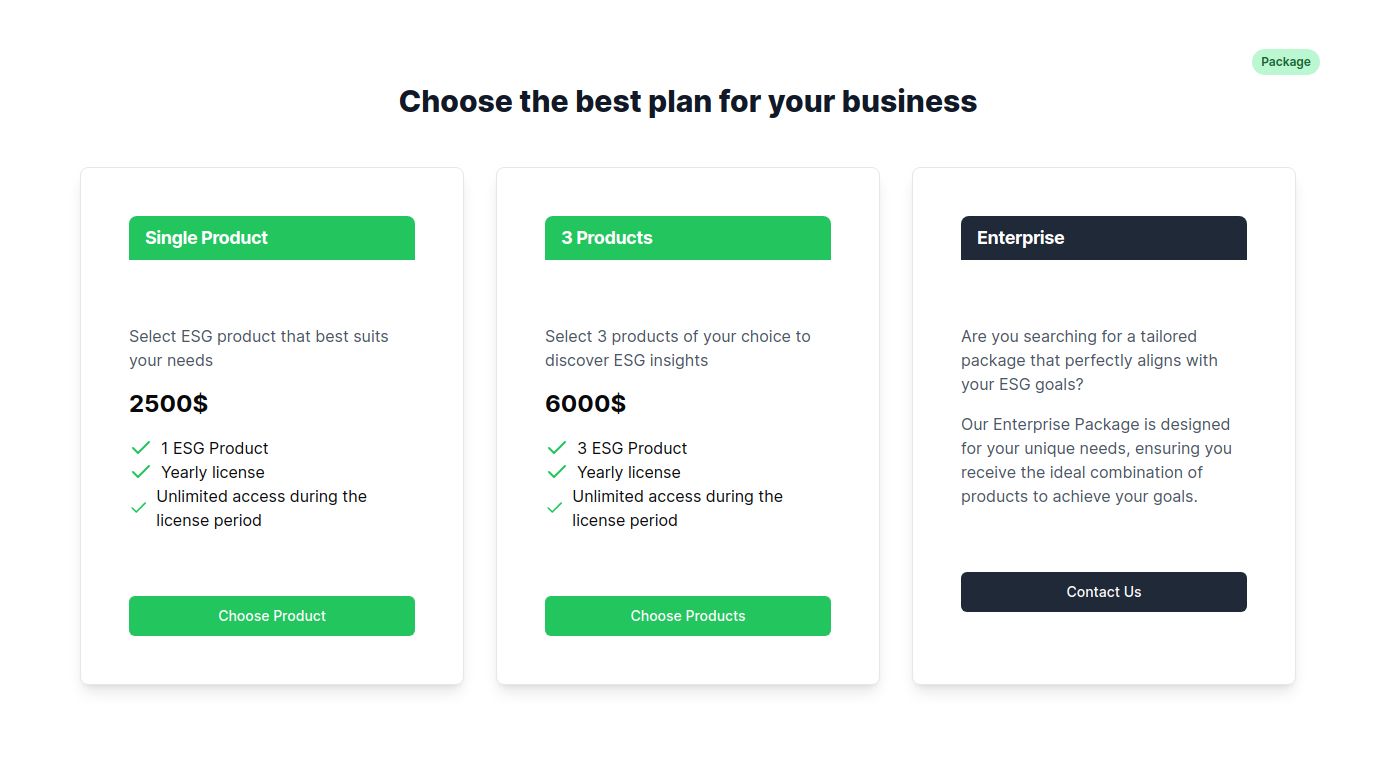 Package
Choose the best plan for your business
Single Product
Select ESG product that best suits
your needs
2500$
1 ESG Product
Yearly license
Unlimited access during the
license period
Choose Product
3 Products
Select 3 products of your choice to
discover ESG insights
6000$
3 ESG Product
Yearly license
Unlimited access during the
license period
Choose Products
Enterprise
Are you searching for a tailored
package that perfectly aligns with
your ESG goals?
Our Enterprise Package is designed
for your unique needs, ensuring you
receive the ideal combination of
products to achieve your goals.
Contact Us